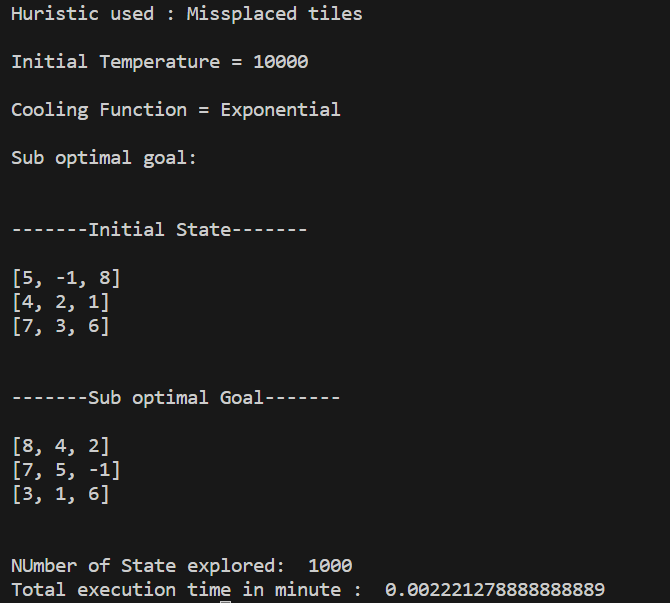 Huristic used : Missplaced tiles
Initial Temperature = 10000
Cooling Function = Exponential
Sub optimal goal:
-------Initial State-------
[5, -1, 8]
[4, 2, 1]
[7, 3, 6]
-------Sub optimal Goal-------
[8, 4, 2]
[7, 5, -1]
[3, 1, 6]
NUmber of State explored:  1000
Total execution time in minute :  0.002221278888888889